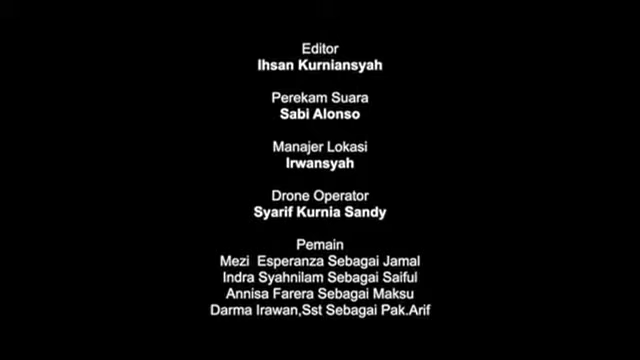 Editor
Ihsan Kurniansyah
Perekam Suara
Sabi Alonso
Manajer Lokasi
Irwansyah
Drone Operator
Syarif Kurnia Sandy
Pemain
Mezi  Esperanza Sebagai Jamal
Indra Syahnilam Sebagai Saiful
Annisa Farera Sebagai Maksu
Darma Irawan,Sst Sebagai Pak.Arif